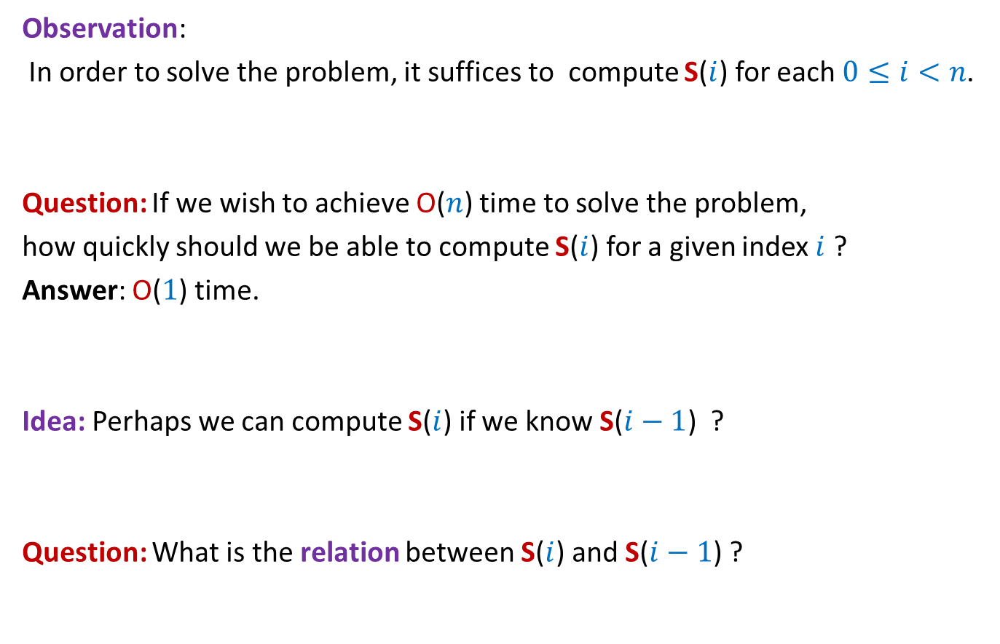 Observation:
In order to solve the problem, it suffices to compute S(i) for each 0 ≤ i < n.
Question: If we wish to achieve O(n) time to solve the problem,
how quickly should we be able to compute S(i) for a given index i ?
Answer: O(1) time.
Idea: Perhaps we can compute S(i) if we know S(i − 1) ?
Question: What is the relation between S(i) and S(i − 1) ?